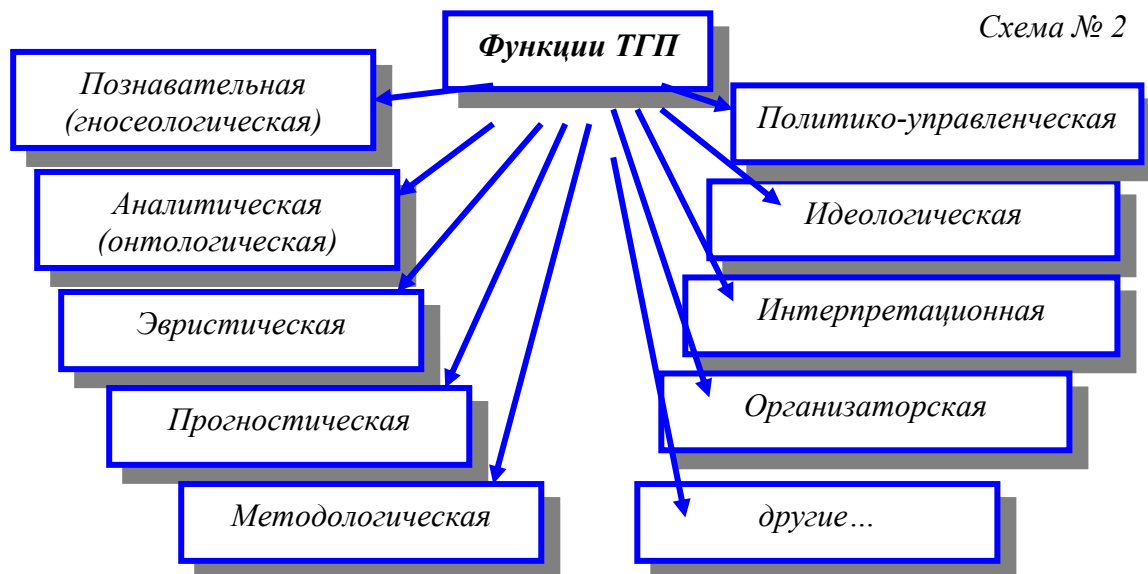 Схема № 2
Функции ТГП
Познавательная
(гносеологическая)
Аналитическая
(онтологическая)
Эвристическая
Прогностическая
Методологическая
Политико-управленческая
Идеологическая
Интерпретационная
Организаторская
другие…